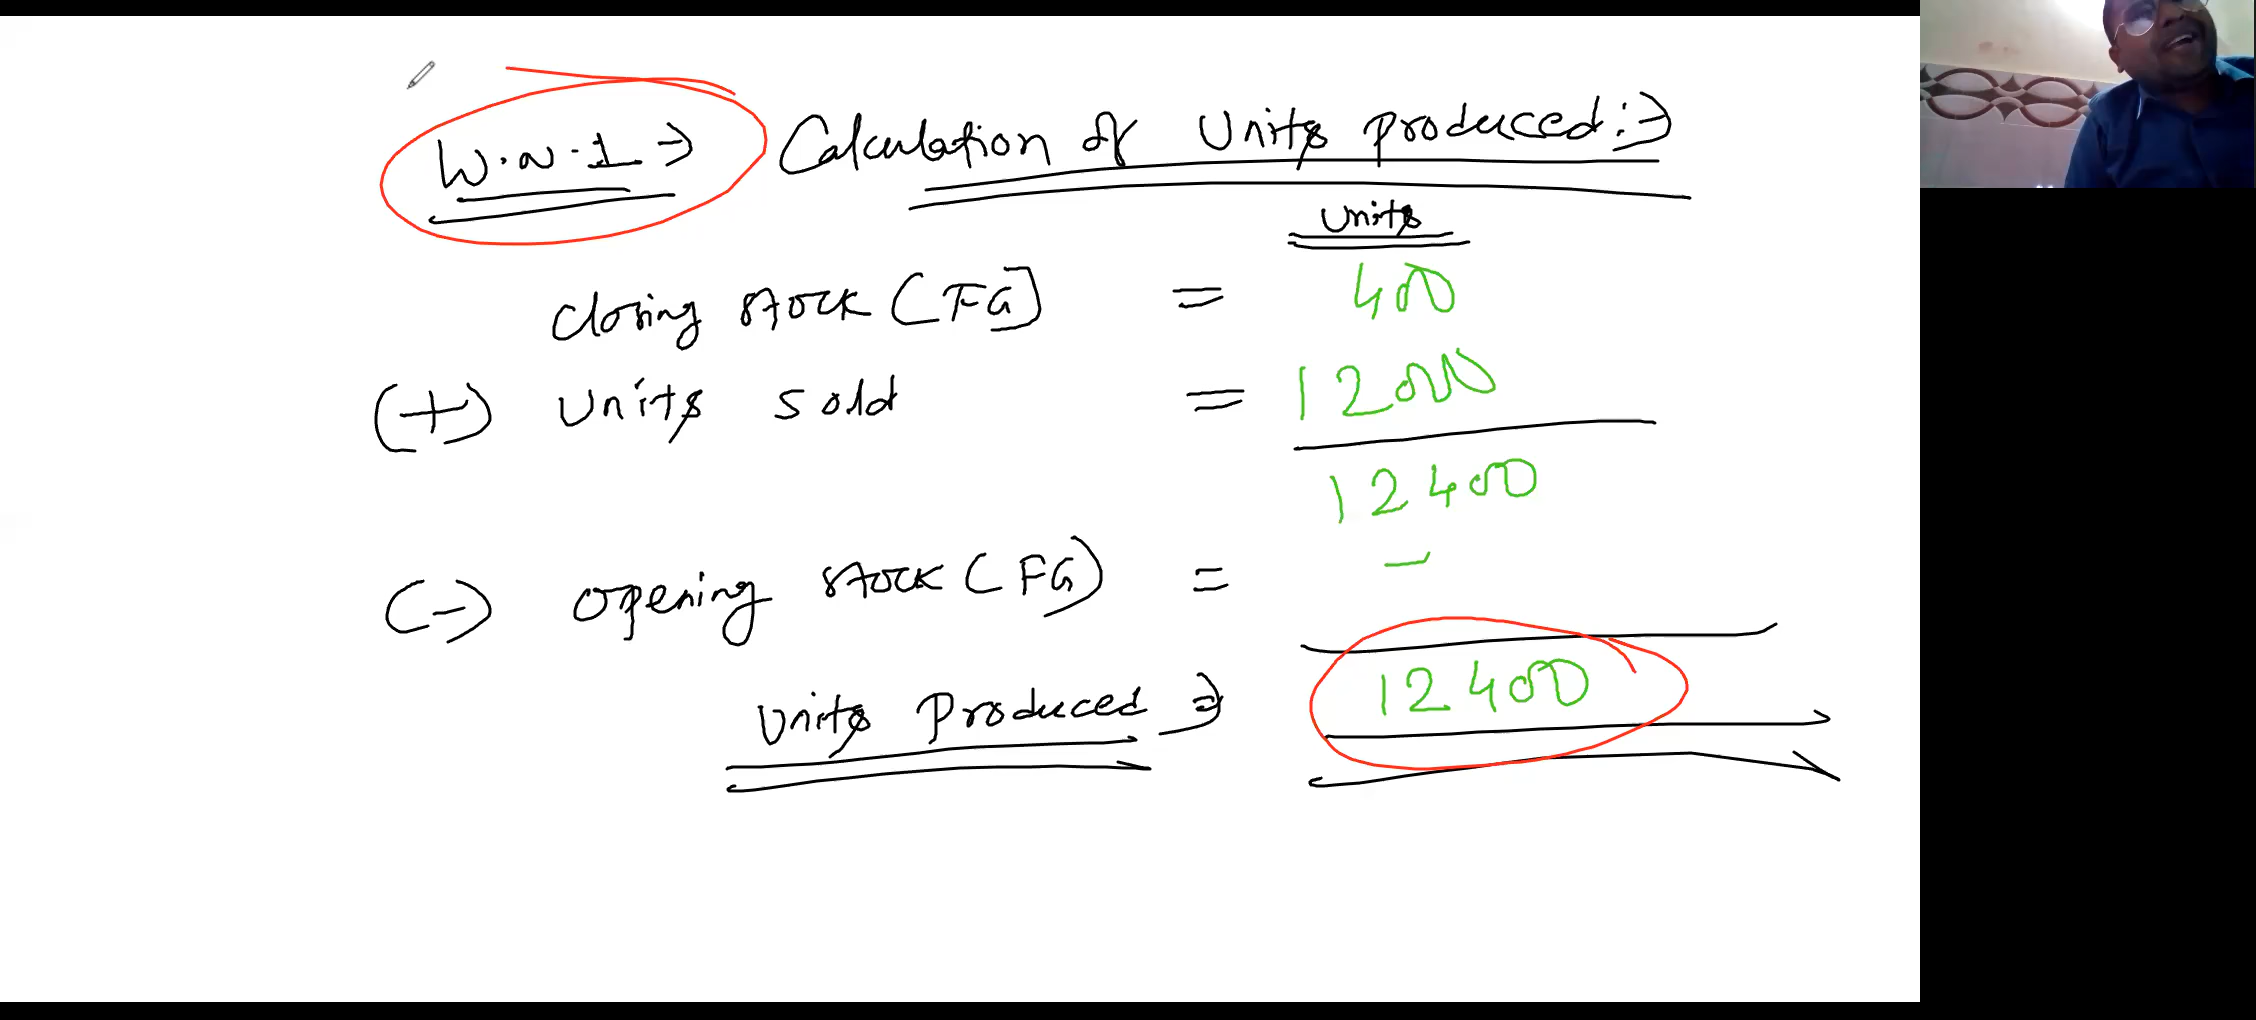 W.N.1 → Calculation of Units Produced :→
Units
Closing Stock (FG) = 400
(+) Units Sold = 12000
12400
(-) Opening Stock (FG) = -
Units Produced → 12400